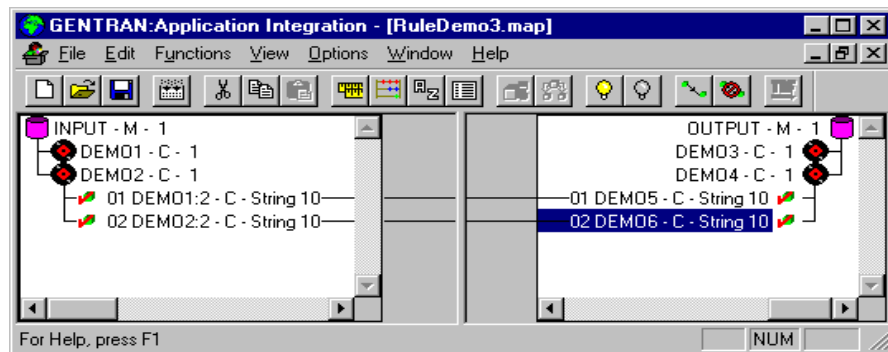 GENTRAN:Application Integration - [RuleDemo3.map]
File Edit Functions View Options Window Help
INPUT - M - 1
DEMO1 - C - 1
DEMO2 - C - 1
01 DEMO1:2 - C - String 10
02 DEMO2:2 - C - String 10
OUTPUT - M - 1
DEMO3 - C - 1
DEMO4 - C - 1
01 DEMO5 - C - String 10
02 DEMO6 - C - String 10
For Help, press F1
NUM